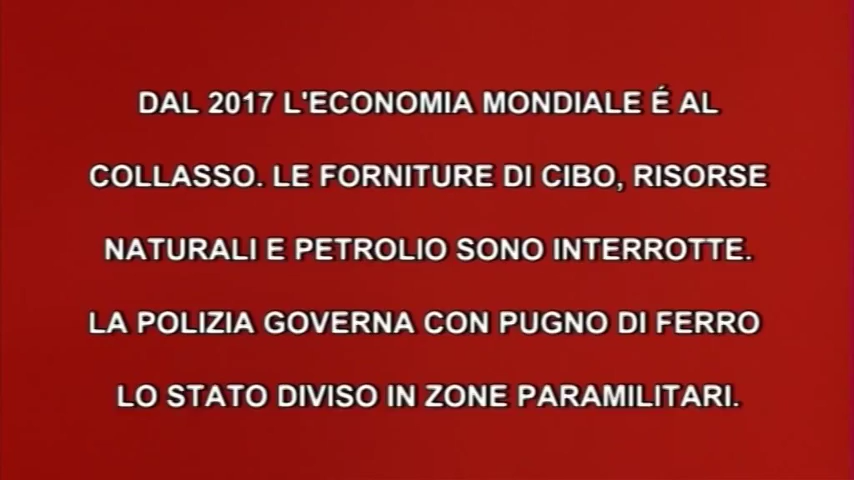 DAL 2017 L'ECONOMIA MONDIALE É AL
COLLASSO. LE FORNITURE DI CIBO, RISORSE
NATURALI E PETROLIO SONO INTERROTTE.
LA POLIZIA GOVERNA CON PUGNO DI FERRO
LO STATO DIVISO IN ZONE PARAMILITARI.